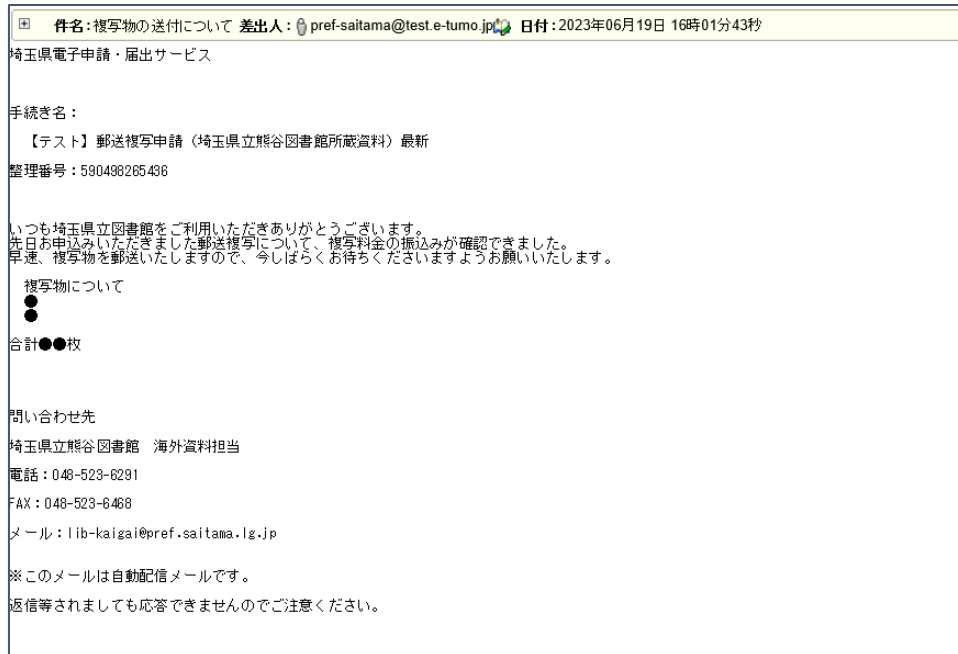 件名：複写物の送付について 差出人：pref-saitama@test.e-tumo.jp 日付：2023年06月19日 16時01分43秒
埼玉県電子申請・届出サービス
手続き名：
【テスト】郵送複写申請（埼玉県立熊谷図書館所蔵資料）最新
整理番号：590498265436
いつも埼玉県立図書館をご利用いただきありがとうございます。
先日お申込みいただきました郵送複写について、複写料金の振込みが確認できました。
早速、複写物を郵送いたしますので、今しばらくお待ちくださいますようお願いいたします。
複写物について
●
●
合計●●枚
問い合わせ先
埼玉県立熊谷図書館　海外資料担当
電話：048-523-6291
FAX：048-523-6468
メール：lib-kaigai@pref.saitama.lg.jp
※このメールは自動配信メールです。
返信等されましても応答できませんのでご注意ください。